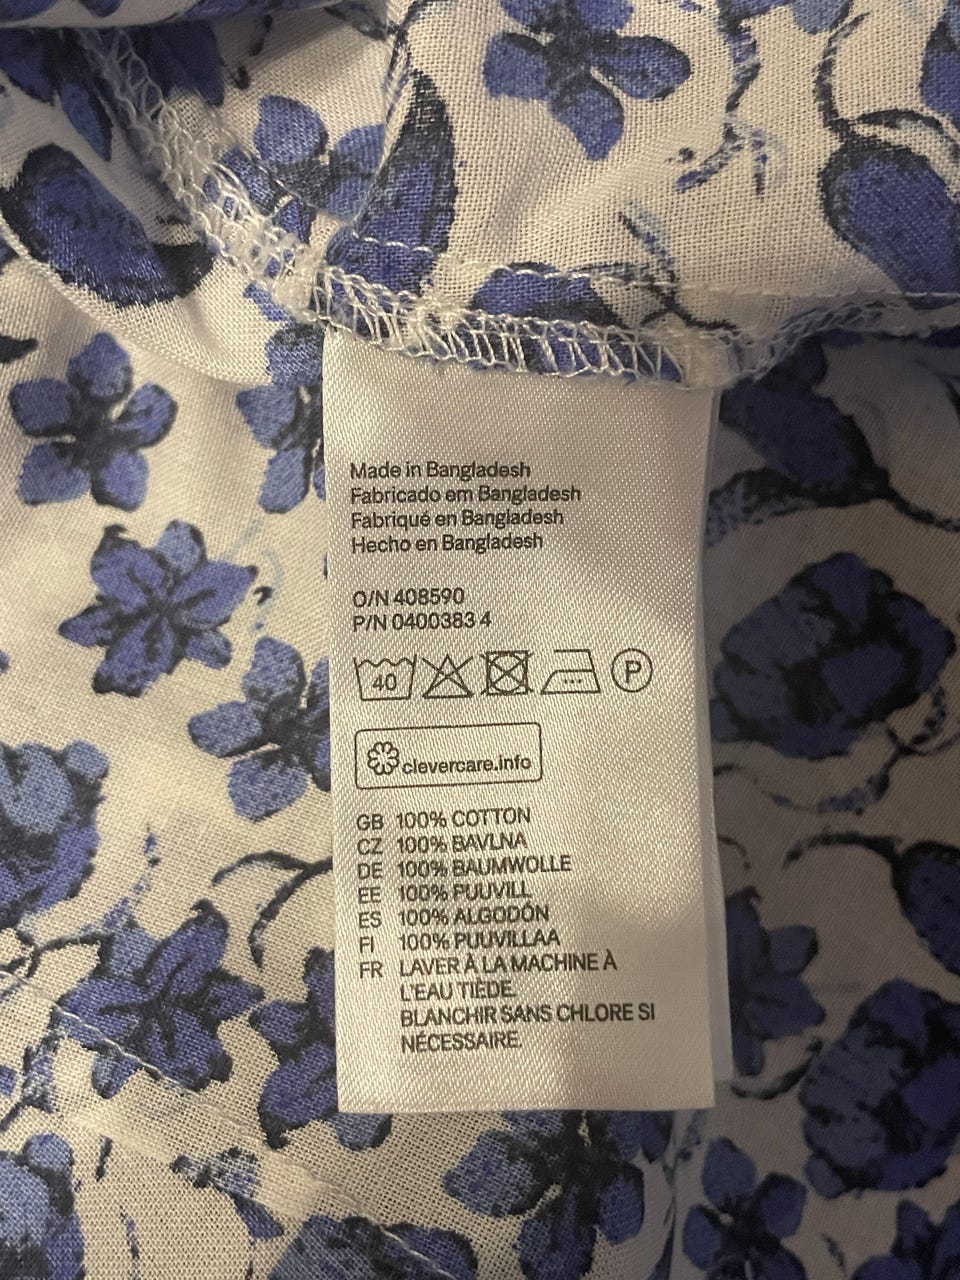 Made in Bangladesh
Fabricado em Bangladesh
Fabriqué en Bangladesh
Hecho en Bangladesh
O/N 408590
P/N 0400383 4
40 P
clevercare.info
GB 100% COTTON
CZ 100% BAVLNA
DE 100% BAUMWOLLE
EE 100% PUUVILL
ES 100% ALGODÓN
FI 100% PUUVILLAA
FR LAVER À LA MACHINE À
L'EAU TIÈDE.
BLANCHIR SANS CHLORE SI
NÉCESSAIRE.